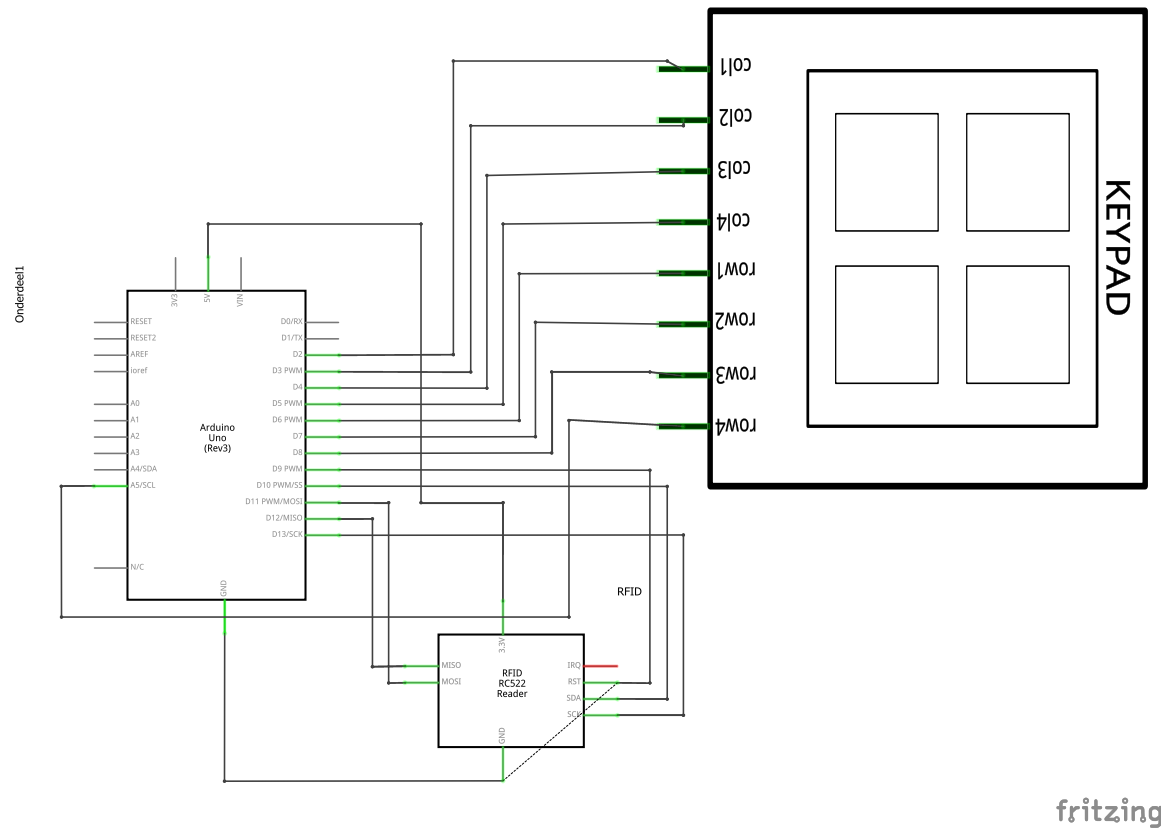 Onderdeel1
3V3
5V
VIN
RESET
RESET2
AREF
ioref
A0
A1
A2
A3
A4/SDA
A5/SCL
N/C
Arduino
Uno
(Rev3)
D0/RX
D1/TX
D2
D3 PWM
D4
D5 PWM
D6 PWM
D7
D8
D9 PWM
D10 PWM/SS
D11 PWM/MOSI
D12/MISO
D13/SCK
GND
col1
col2
col3
col4
row1
row2
row3
row4
KEYPAD
RFID
3.3V
MISO
MOSI
RFID
RC522
Reader
IRQ
RST
SDA
SCK
GND
fritzing